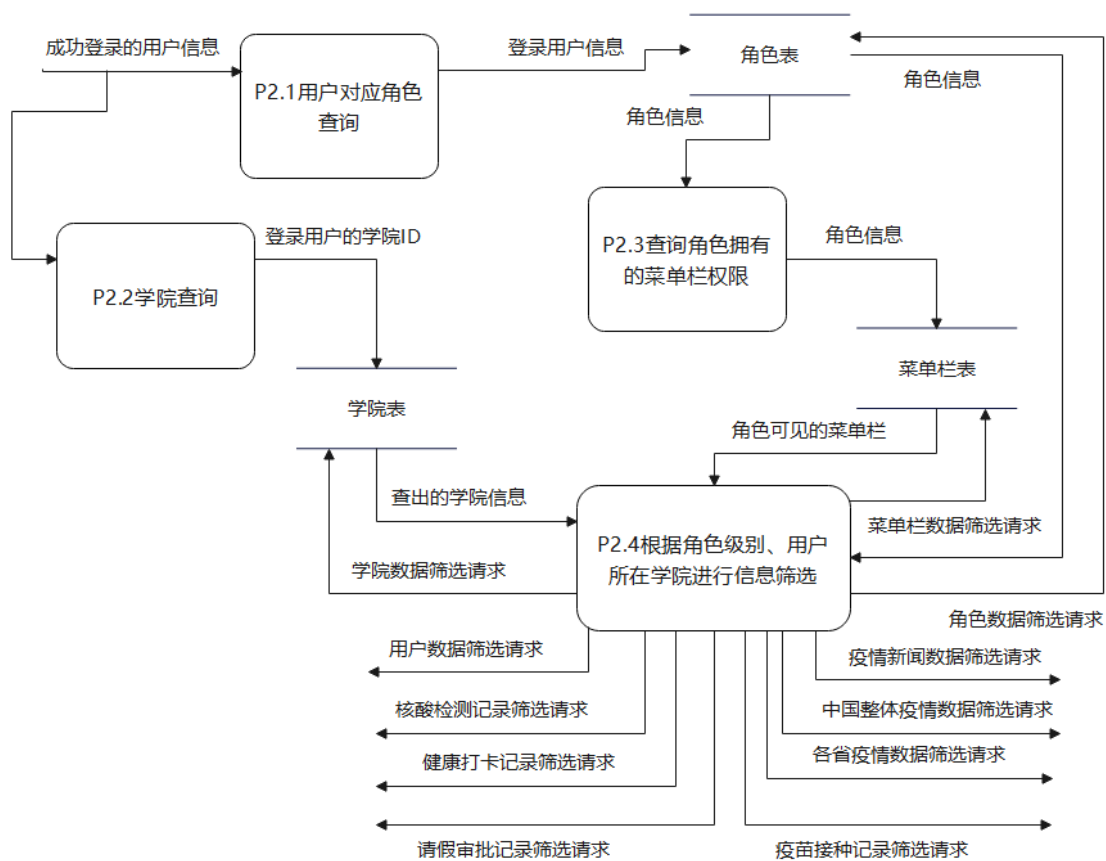 成功登录的用户信息
登录用户信息
角色表
角色信息
P2.1用户对应角色
查询
角色信息
登录用户的学院ID
P2.3查询角色拥有
的菜单栏权限
角色信息
P2.2学院查询
菜单栏表
学院表
角色可见的菜单栏
查出的学院信息
菜单栏数据筛选请求
P2.4根据角色级别、用户
所在学院进行信息筛选
学院数据筛选请求
角色数据筛选请求
用户数据筛选请求
疫情新闻数据筛选请求
核酸检测记录筛选请求
中国整体疫情数据筛选请求
健康打卡记录筛选请求
各省疫情数据筛选请求
请假审批记录筛选请求
疫苗接种记录筛选请求